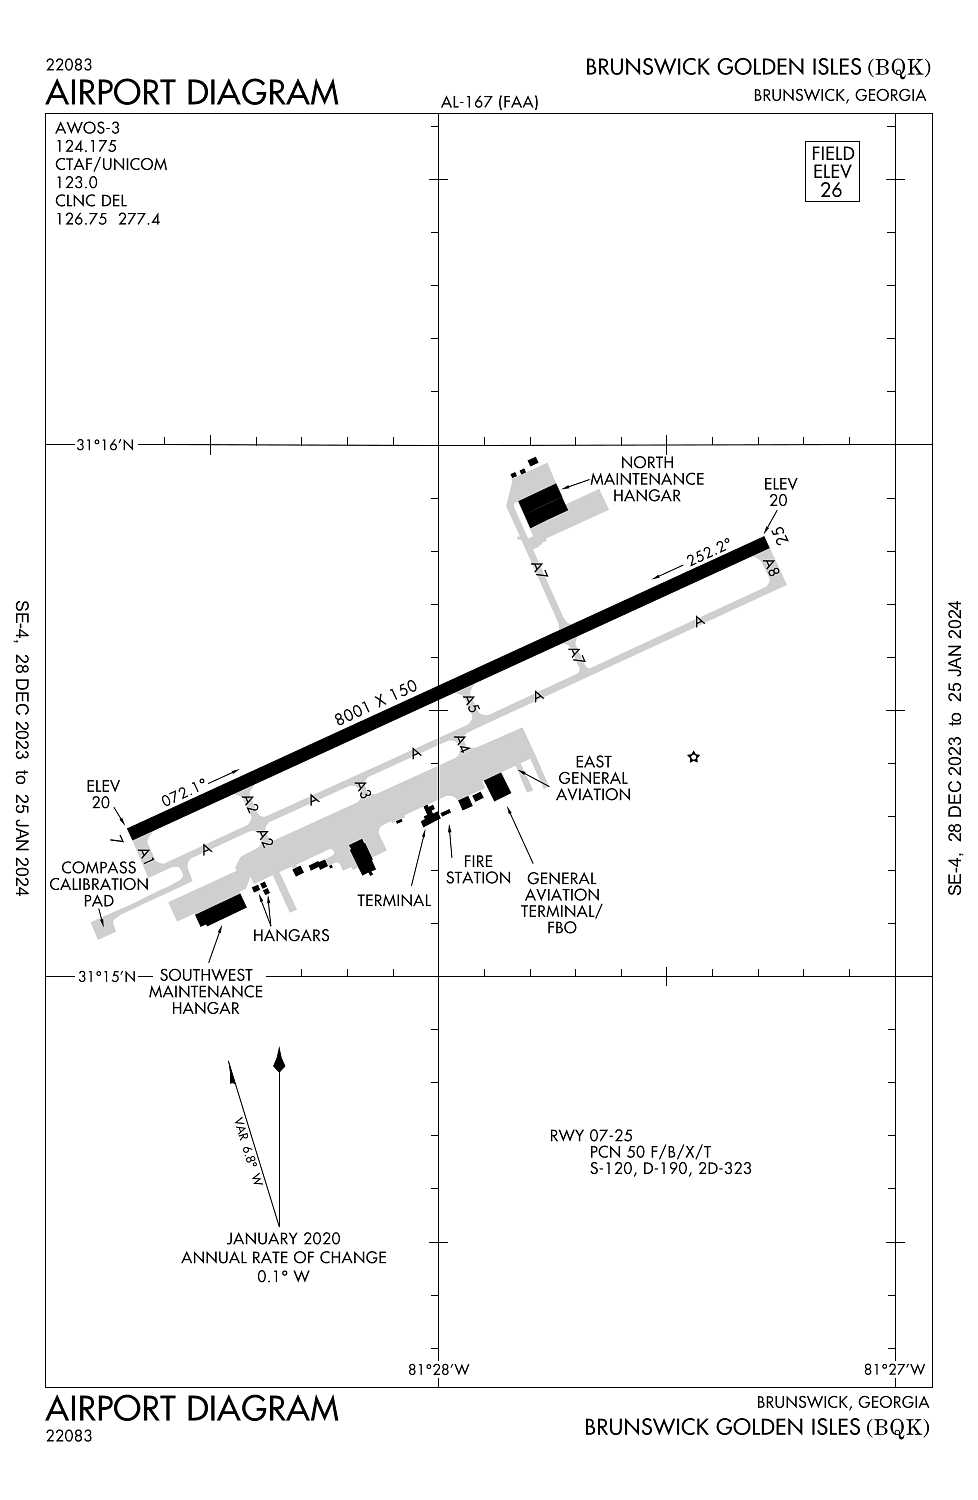 22083
AIRPORT DIAGRAM
AL-167 (FAA)
BRUNSWICK GOLDEN ISLES (BQK)
BRUNSWICK, GEORGIA
AWOS-3
124.175
CTAF/UNICOM
123.0
CLNC DEL
126.75 277.4
FIELD
ELEV
26
31°16'N
NORTH
MAINTENANCE
HANGAR
ELEV
20
25
252.2°
A8
A7
A
A7
A
8001 X 150
A5
A4
A
EAST
GENERAL
AVIATION
ELEV
20
072.1°
7
A2
A
A3
A2
A1
A
COMPASS
CALIBRATION
PAD
FIRE
STATION
TERMINAL
GENERAL
AVIATION
TERMINAL/
FBO
HANGARS
31°15'N
SOUTHWEST
MAINTENANCE
HANGAR
VAR 6.8° W
JANUARY 2020
ANNUAL RATE OF CHANGE
0.1° W
RWY 07-25
PCN 50 F/B/X/T
S-120, D-190, 2D-323
81°28'W
81°27'W
SE-4, 28 DEC 2023 to 25 JAN 2024
SE-4, 28 DEC 2023 to 25 JAN 2024
AIRPORT DIAGRAM
22083
BRUNSWICK, GEORGIA
BRUNSWICK GOLDEN ISLES (BQK)